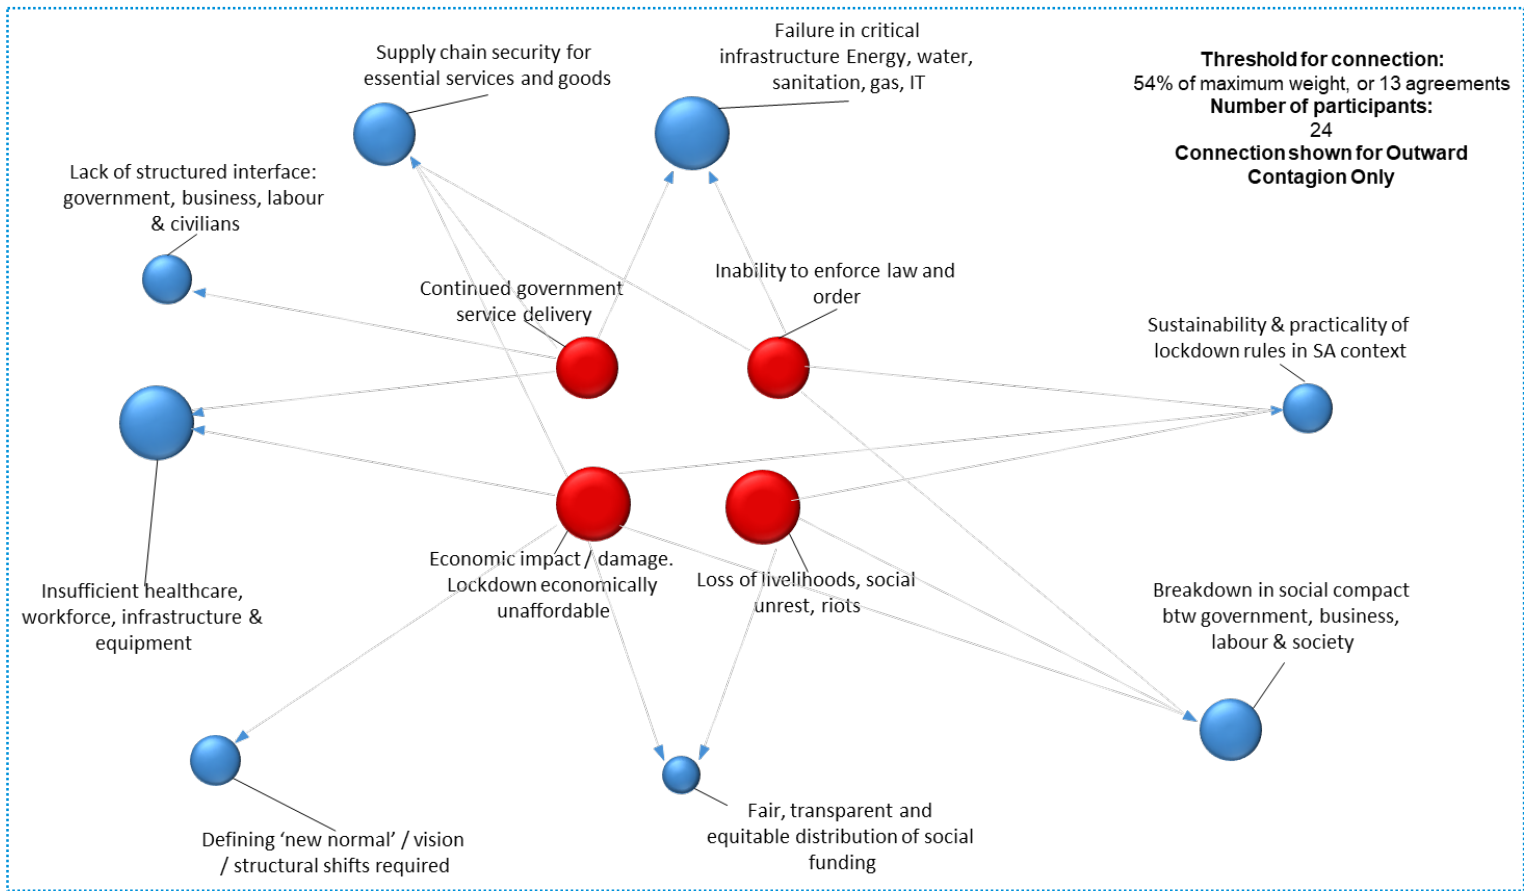 Supply chain security for
essential services and goods
Failure in critical
infrastructure Energy, water,
sanitation, gas, IT
Threshold for connection:
54% of maximum weight, or 13 agreements
Number of participants:
24
Connection shown for Outward
Contagion Only
Lack of structured interface:
government, business, labour
& civilians
Continued government
service delivery
Inability to enforce law and
order
Sustainability & practicality of
lockdown rules in SA context
Insufficient healthcare,
workforce, infrastructure &
equipment
Economic impact / damage.
Lockdown economically
unaffordable
Loss of livelihoods, social
unrest, riots
Breakdown in social compact
btw government, business,
labour & society
Defining ‘new normal’ / vision
/ structural shifts required
Fair, transparent and
equitable distribution of social
funding